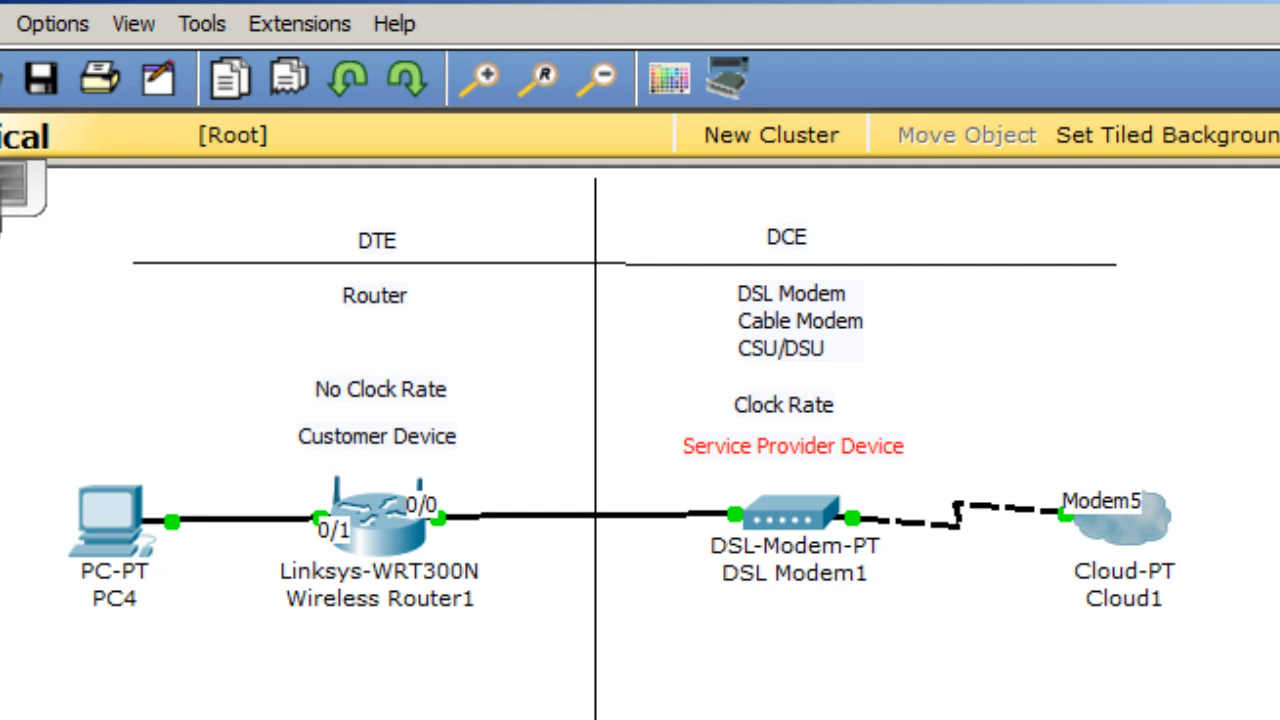 Options View Tools Extensions Help
R
ical [Root] New Cluster Move Object Set Tiled Backgroun
DTE
DCE
Router
DSL Modem
Cable Modem
CSU/DSU
No Clock Rate
Clock Rate
Customer Device
Service Provider Device
0/0
0/1
Modem5
PC-PT
PC4
Linksys-WRT300N
Wireless Router1
DSL-Modem-PT
DSL Modem1
Cloud-PT
Cloud1